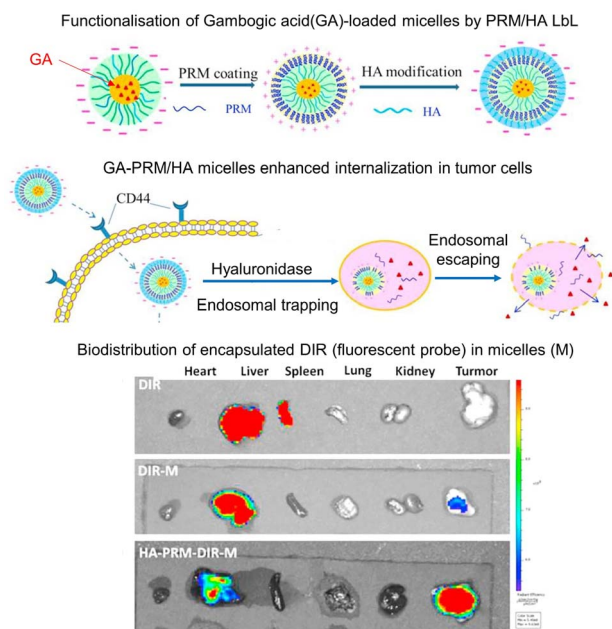 Functionalisation of Gambogic acid(GA)-loaded micelles by PRM/HA LbL
GA
PRM coating
HA modification
PRM
HA
GA-PRM/HA micelles enhanced internalization in tumor cells
CD44
Hyaluronidase
Endosomal trapping
Endosomal escaping
Biodistribution of encapsulated DIR (fluorescent probe) in micelles (M)
Heart Liver Spleen Lung Kidney Turmor
DIR
DIR-M
HA-PRM-DIR-M